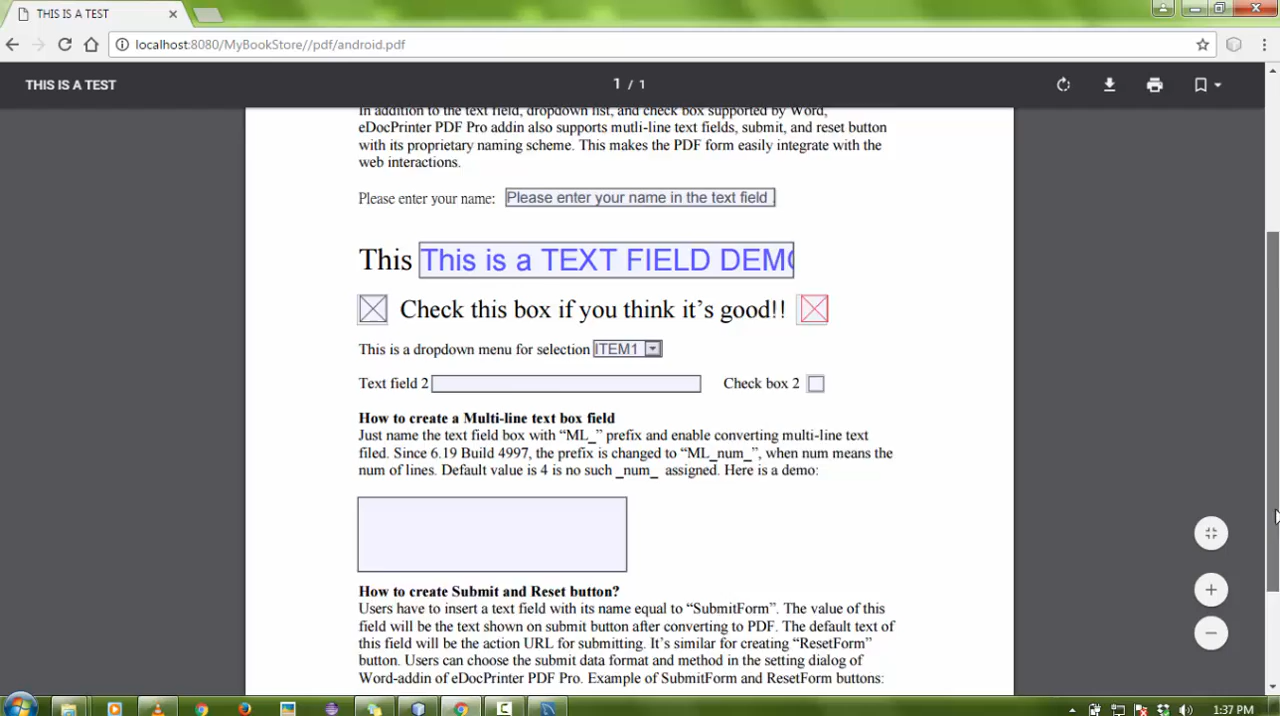 THIS IS A TEST
localhost:8080/MyBookStore//pdf/android.pdf
THIS IS A TEST
1 / 1
In addition to the text field, dropdown list, and check box supported by Word,
eDocPrinter PDF Pro addin also supports mutli-line text fields, submit, and reset button
with its proprietary naming scheme. This makes the PDF form easily integrate with the
web interactions.
Please enter your name: Please enter your name in the text field .
This This is a TEXT FIELD DEMO
Check this box if you think it’s good!!
This is a dropdown menu for selection ITEM1
Text field 2 Check box 2
How to create a Multi-line text box field
Just name the text field box with “ML_” prefix and enable converting multi-line text
filed. Since 6.19 Build 4997, the prefix is changed to “ML_num_”, when num means the
num of lines. Default value is 4 is no such _num_ assigned. Here is a demo:
How to create Submit and Reset button?
Users have to insert a text field with its name equal to “SubmitForm”. The value of this
field will be the text shown on submit button after converting to PDF. The default text of
this field will be the action URL for submitting. It’s similar for creating “ResetForm”
button. Users can choose the submit data format and method in the setting dialog of
Word-addin of eDocPrinter PDF Pro. Example of SubmitForm and ResetForm buttons:
1:37 PM